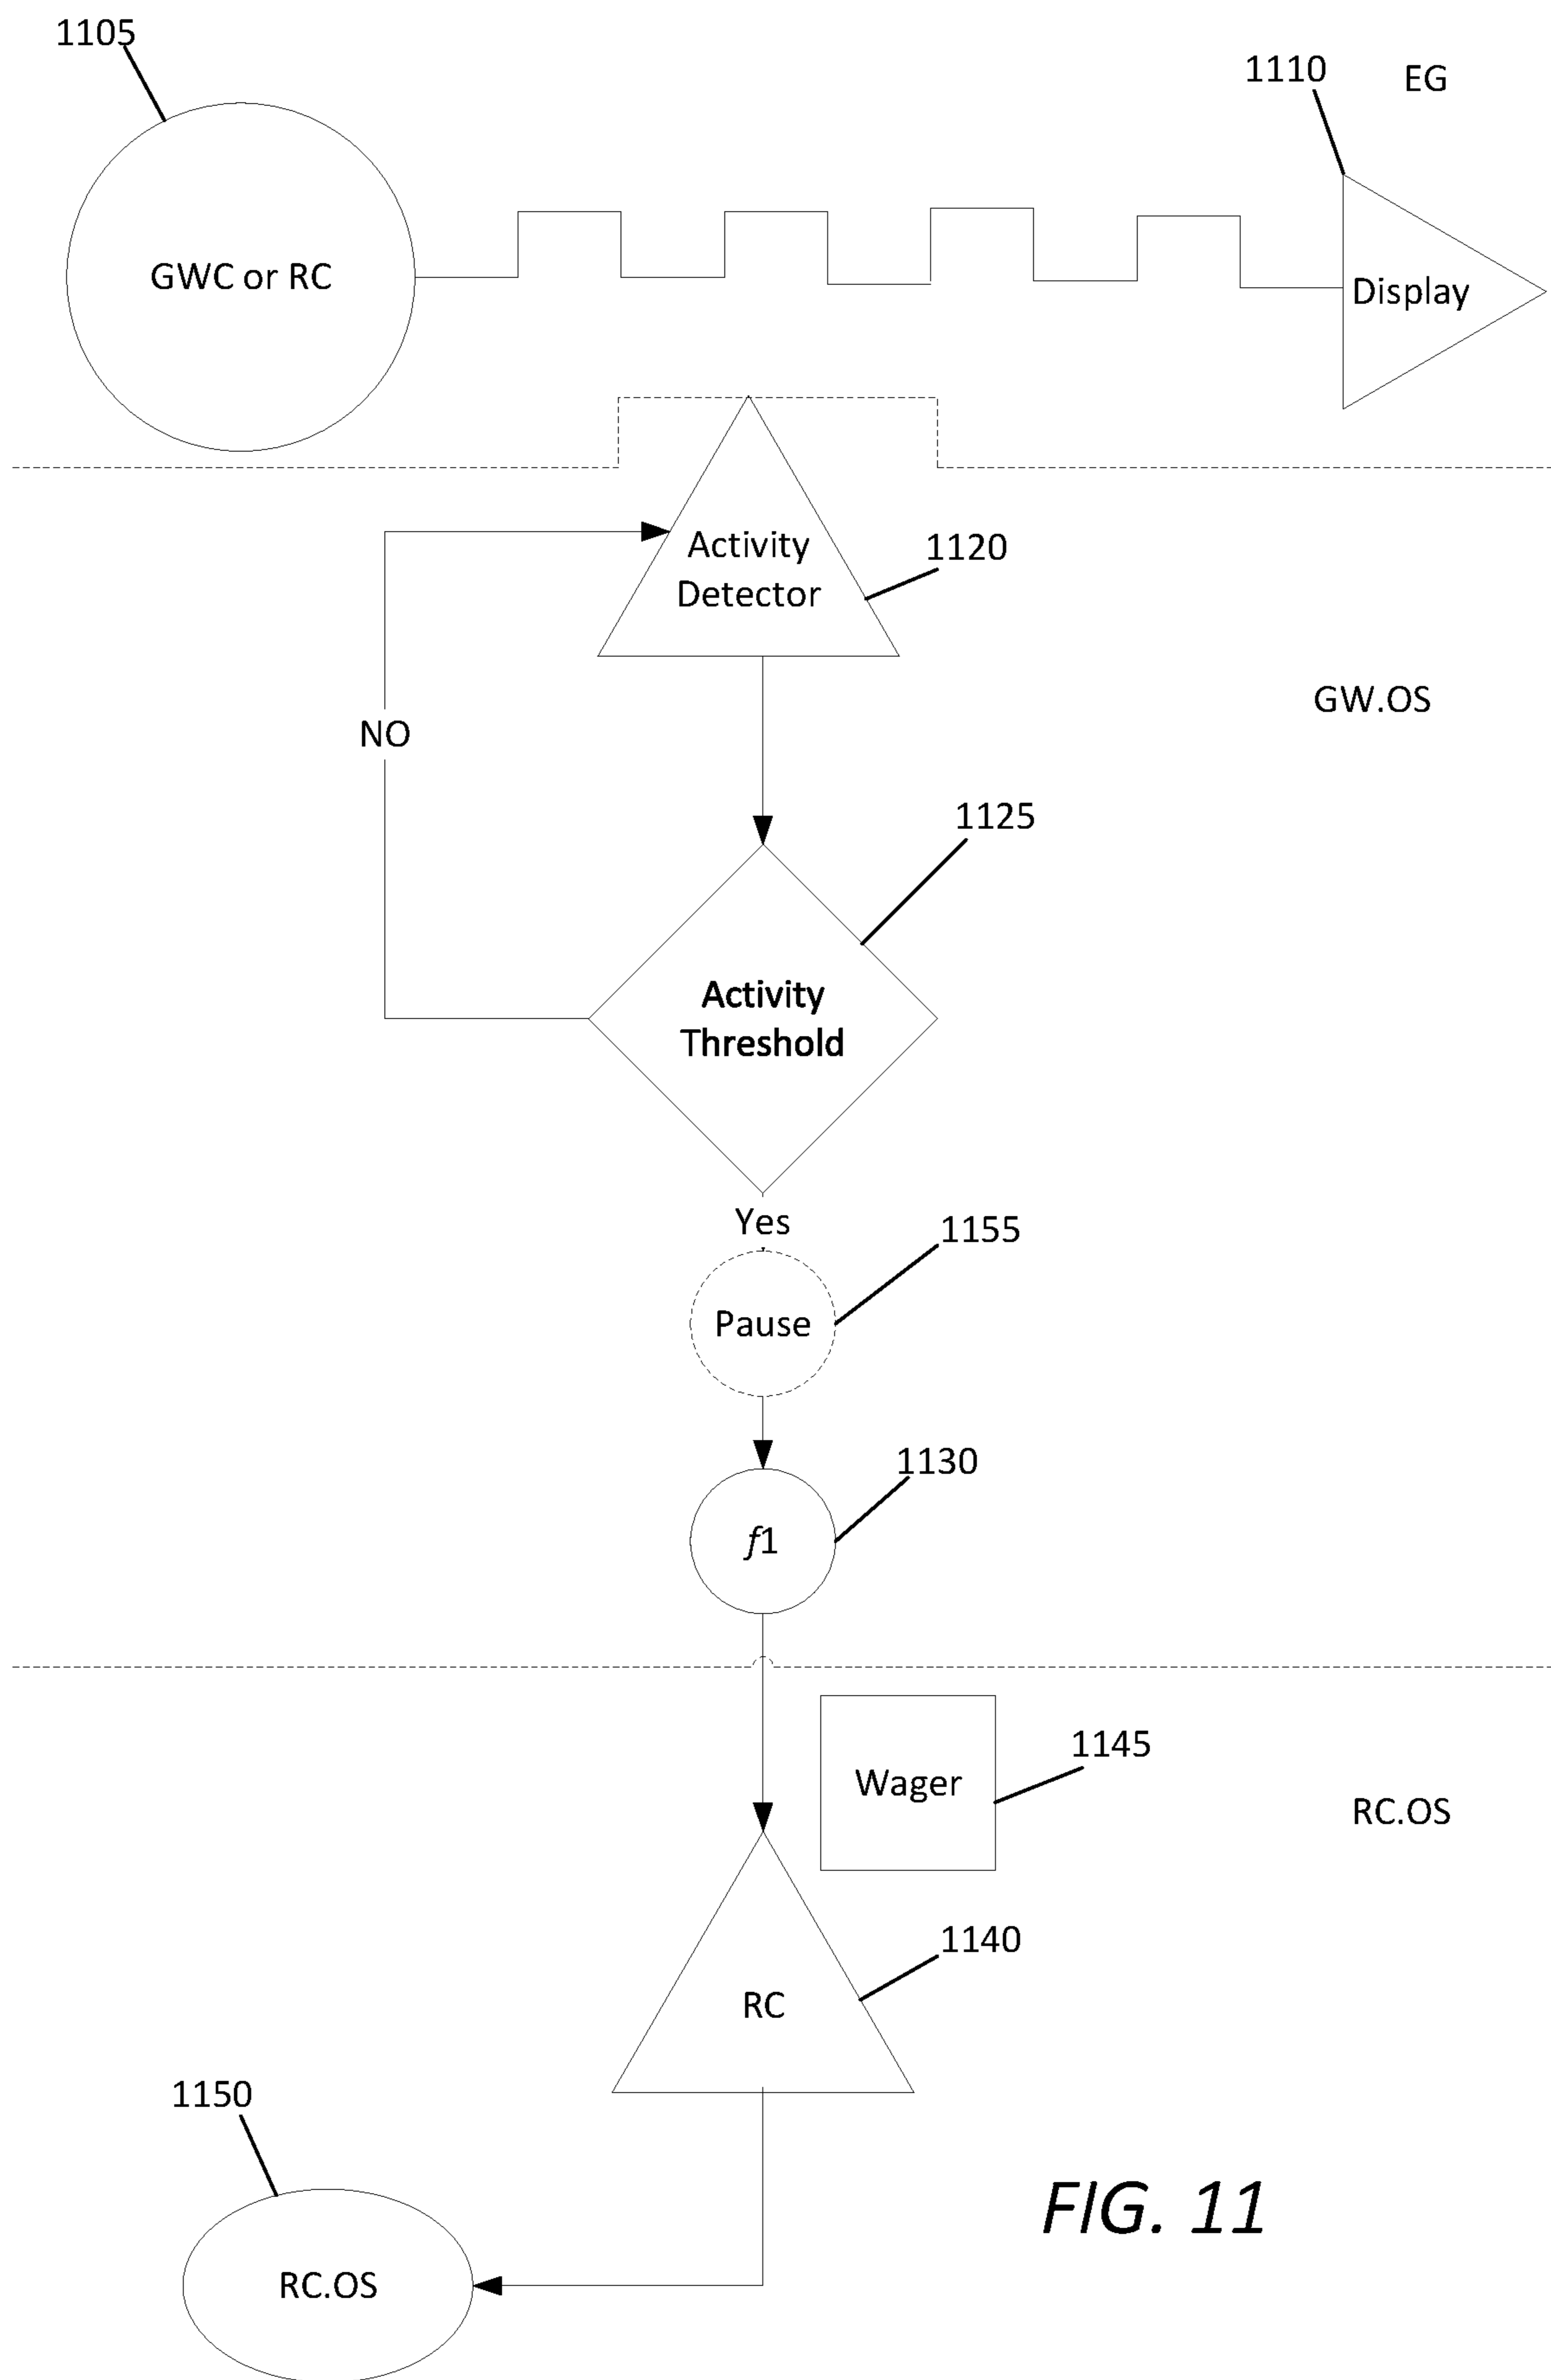 1105
1110
EG
GWC or RC
Display
Activity
Detector
1120
GW.OS
NO
1125
Activity
Threshold
Yes
1155
Pause
1130
f1
1145
Wager
RC.OS
1140
RC
1150
RC.OS
FIG. 11